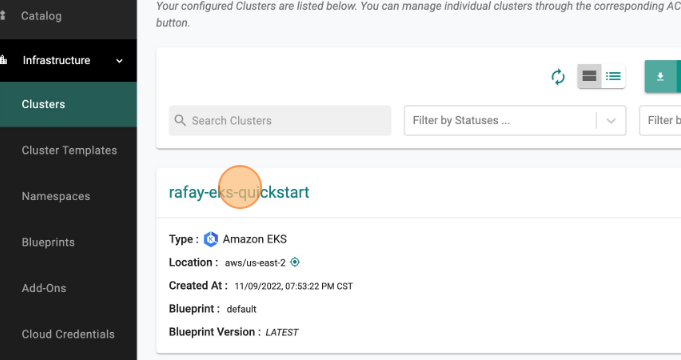 Your configured Clusters are listed below. You can manage individual clusters through the corresponding AC
button.
Catalog
Infrastructure
Clusters
Cluster Templates
Namespaces
Blueprints
Add-Ons
Cloud Credentials
Search Clusters
Filter by Statuses ...
Filter b
rafay-eks-quickstart
Type : Amazon EKS
Location : aws/us-east-2
Created At : 11/09/2022, 07:53:22 PM CST
Blueprint : default
Blueprint Version : LATEST